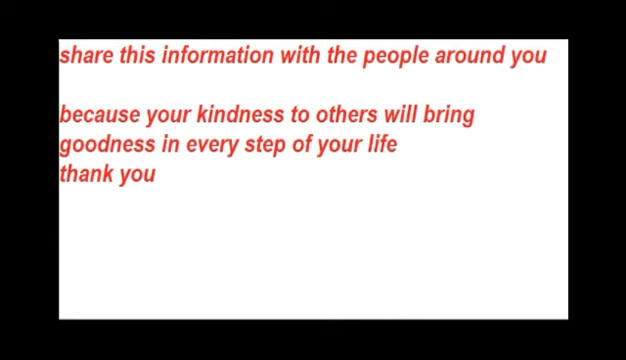 share this information with the people around you
because your kindness to others will bring
goodness in every step of your life
thank you